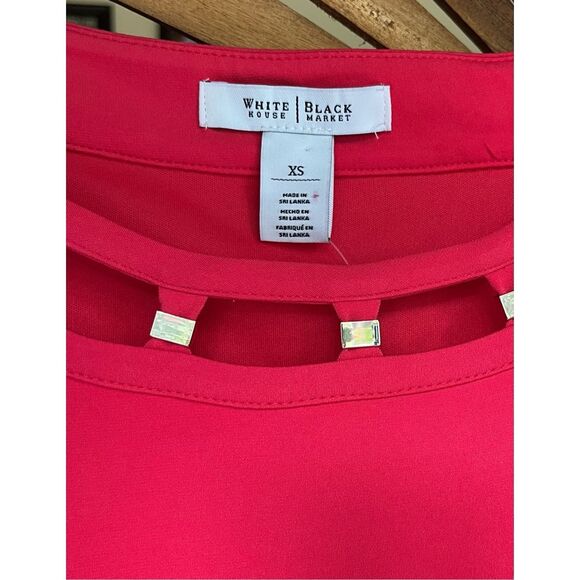 WHITE | BLACK
HOUSE | MARKET
XS
MADE IN
SRI LANKA
HECHO EN
SRI LANKA
FABRIQUÉ EN
SRI LANKA